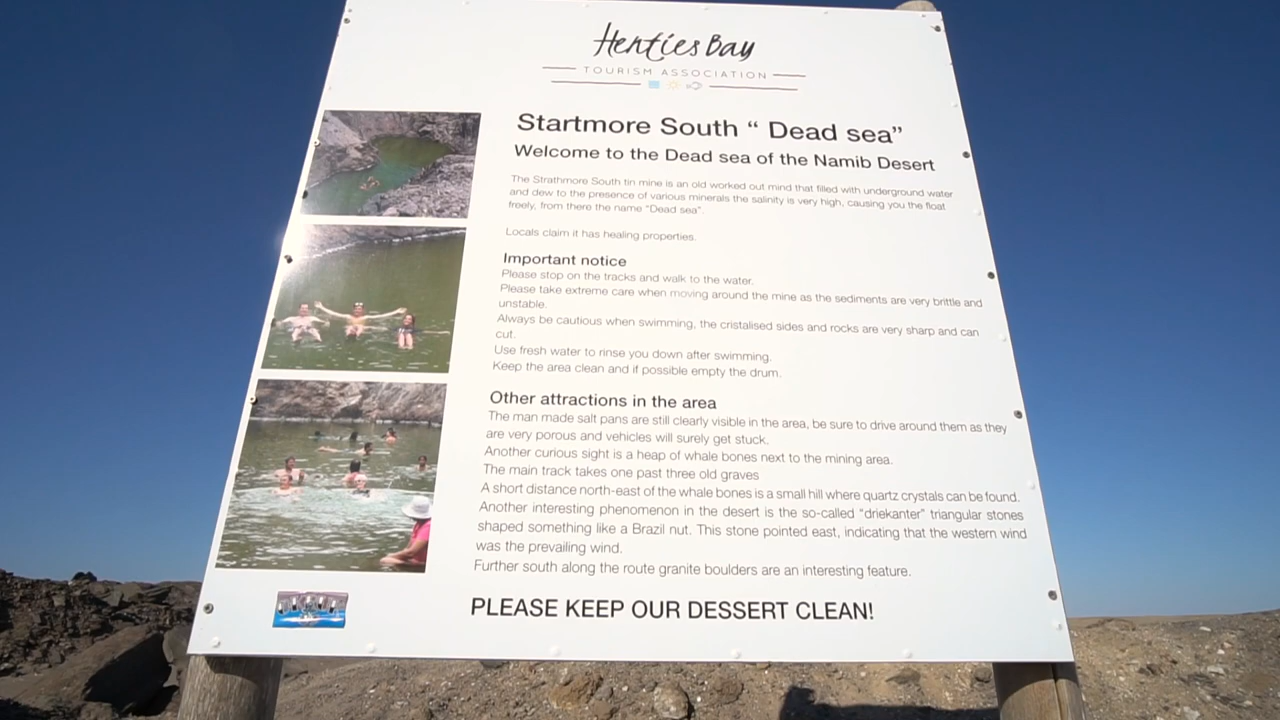 Henties Bay
TOURISM ASSOCIATION
Startmore South “ Dead sea”
Welcome to the Dead sea of the Namib Desert
The Strathmore South tin mine is an old worked out mind that filled with underground water
and dew to the presence of various minerals the salinity is very high, causing you the float
freely, from there the name “Dead sea”.
Locals claim it has healing properties.
Important notice
Please stop on the tracks and walk to the water.
Please take extreme care when moving around the mine as the sediments are very brittle and
unstable.
Always be cautious when swimming, the cristalised sides and rocks are very sharp and can
cut.
Use fresh water to rinse you down after swimming.
Keep the area clean and if possible empty the drum.
Other attractions in the area
The man made salt pans are still clearly visible in the area, be sure to drive around them as they
are very porous and vehicles will surely get stuck.
Another curious sight is a heap of whale bones next to the mining area.
The main track takes one past three old graves
A short distance north-east of the whale bones is a small hill where quartz crystals can be found.
Another interesting phenomenon in the desert is the so-called “driekanter” triangular stones
shaped something like a Brazil nut. This stone pointed east, indicating that the western wind
was the prevailing wind.
Further south along the route granite boulders are an interesting feature.
PLEASE KEEP OUR DESSERT CLEAN!